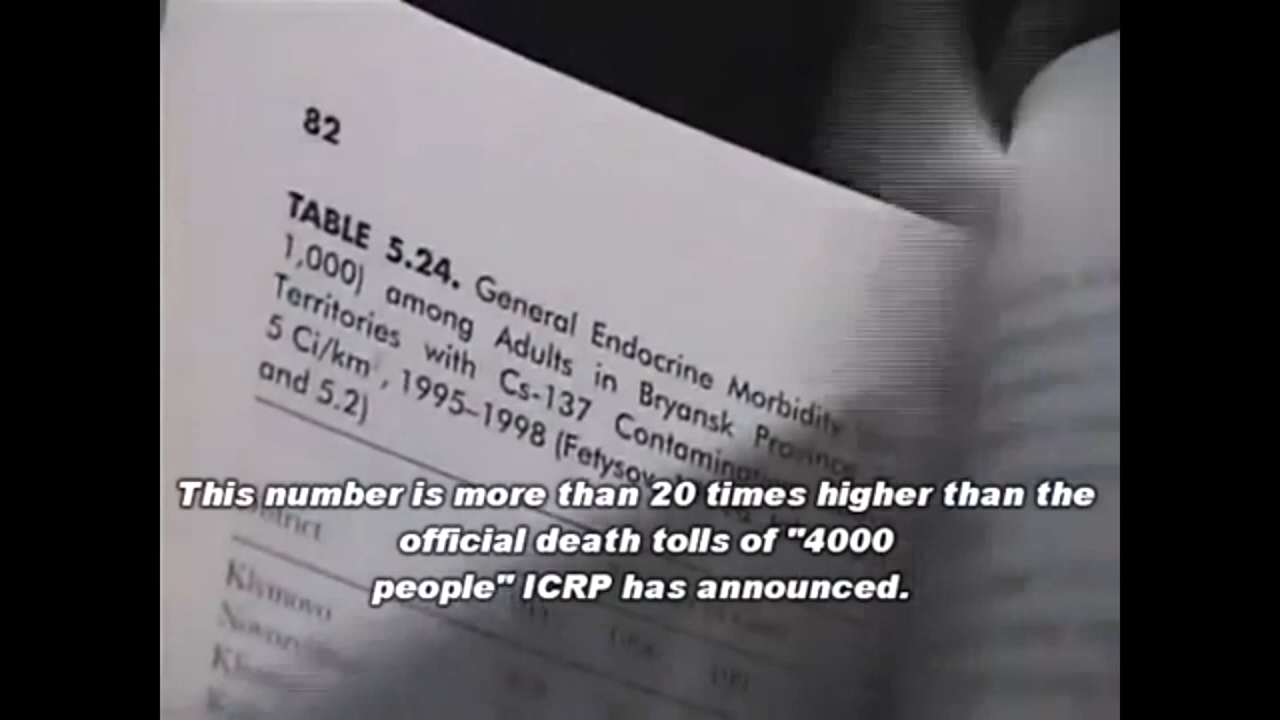 82
TABLE 5.24. General Endocrine Morbidity
1,000) among Adults in Bryansk Province
Territories with Cs-137
5 Ci/km², 1995–1998 (Fetysov
and 5.2)
This number is more than 20 times higher than the
official death tolls of "4000
people" ICRP has announced.
Klymovo